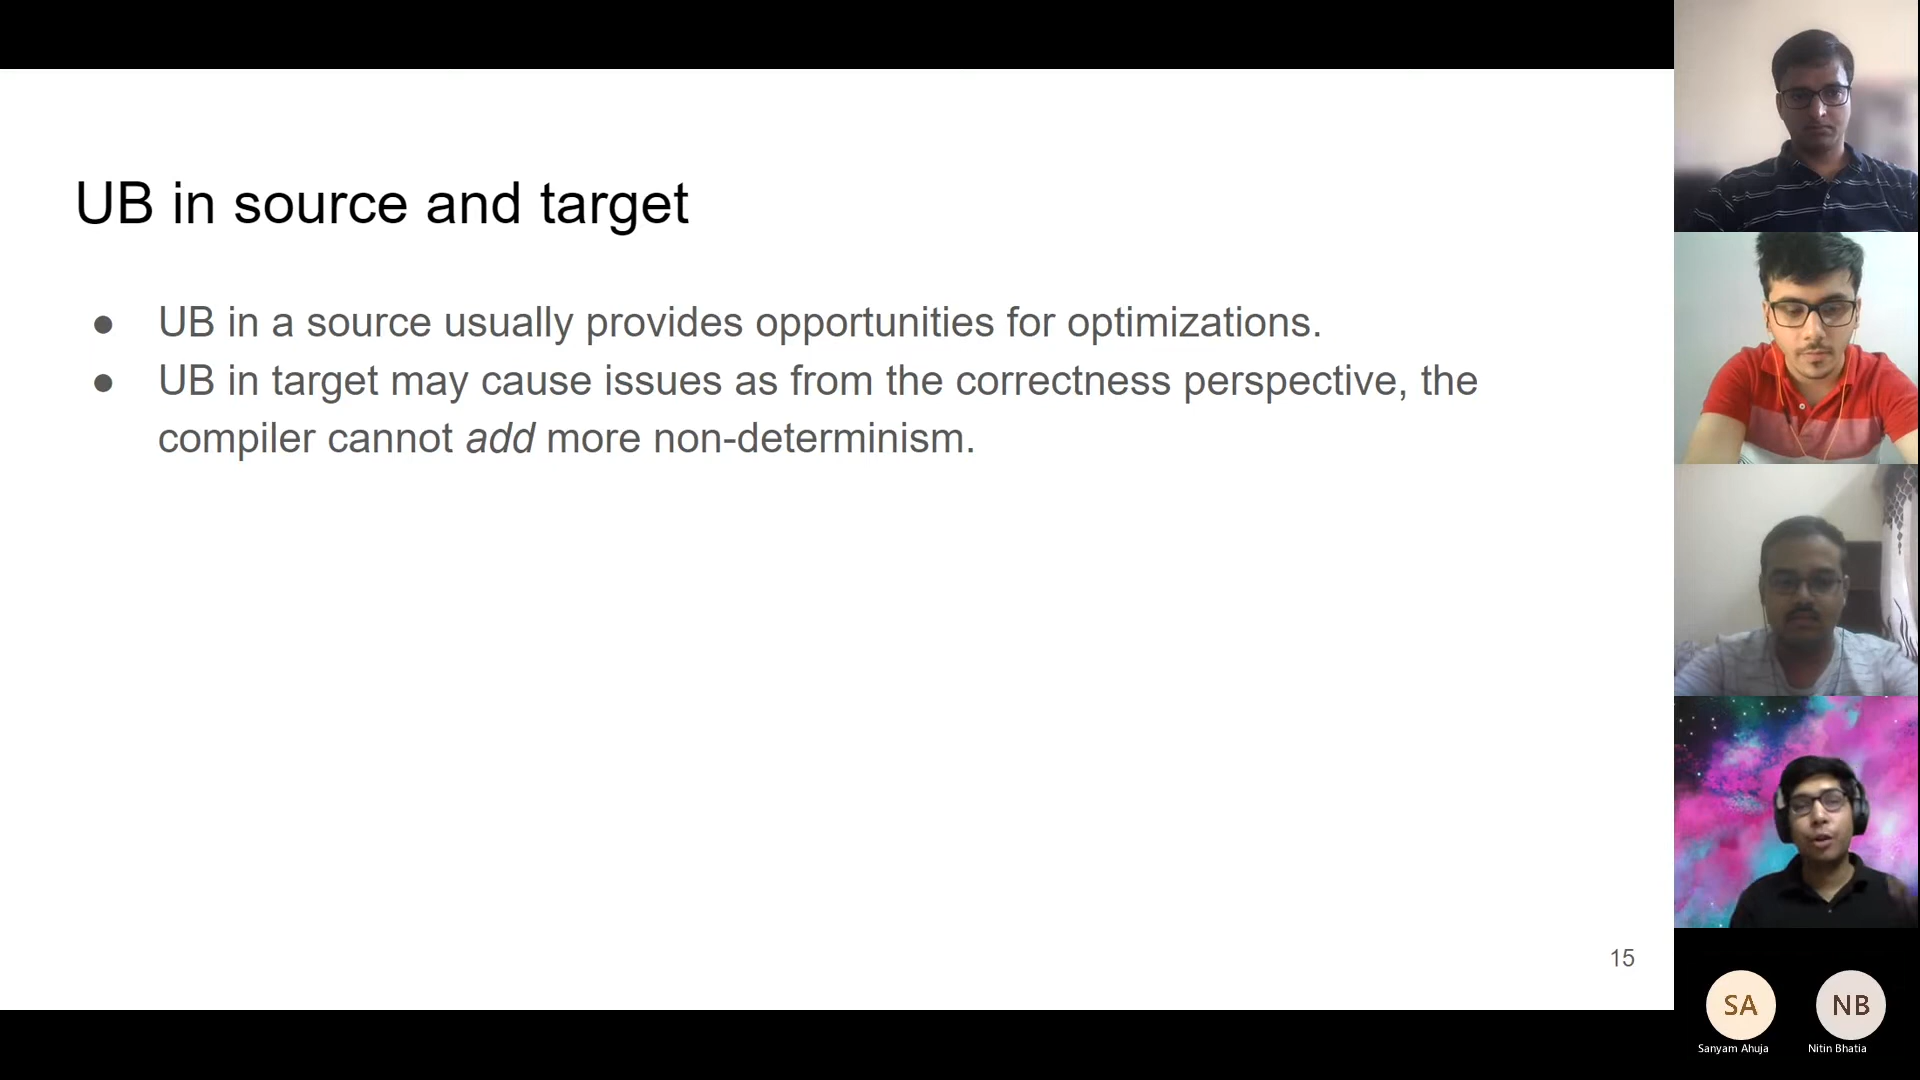 UB in source and target
● UB in a source usually provides opportunities for optimizations.
● UB in target may cause issues as from the correctness perspective, the
compiler cannot add more non-determinism.
15
SA
NB
Sanyam Ahuja
Nitin Bhatia